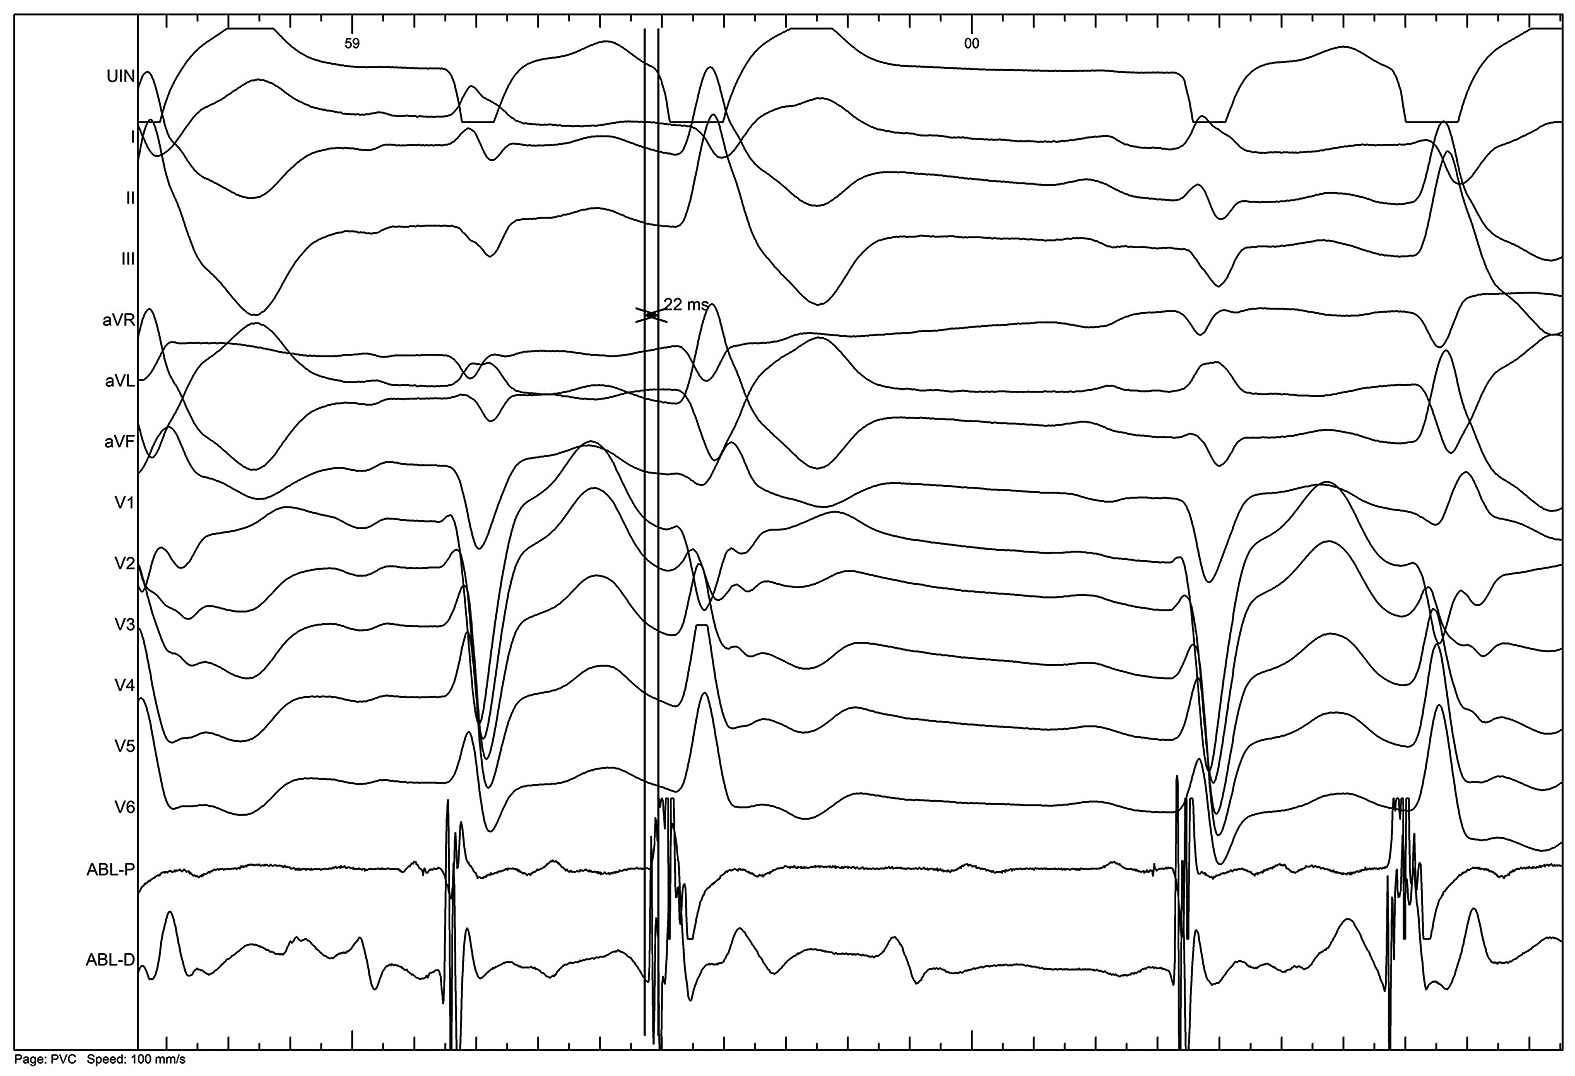 59
00
UIN
I
II
III
22 ms
aVR
aVL
aVF
V1
V2
V3
V4
V5
V6
ABL-P
ABL-D
Page: PVC Speed: 100 mm/s